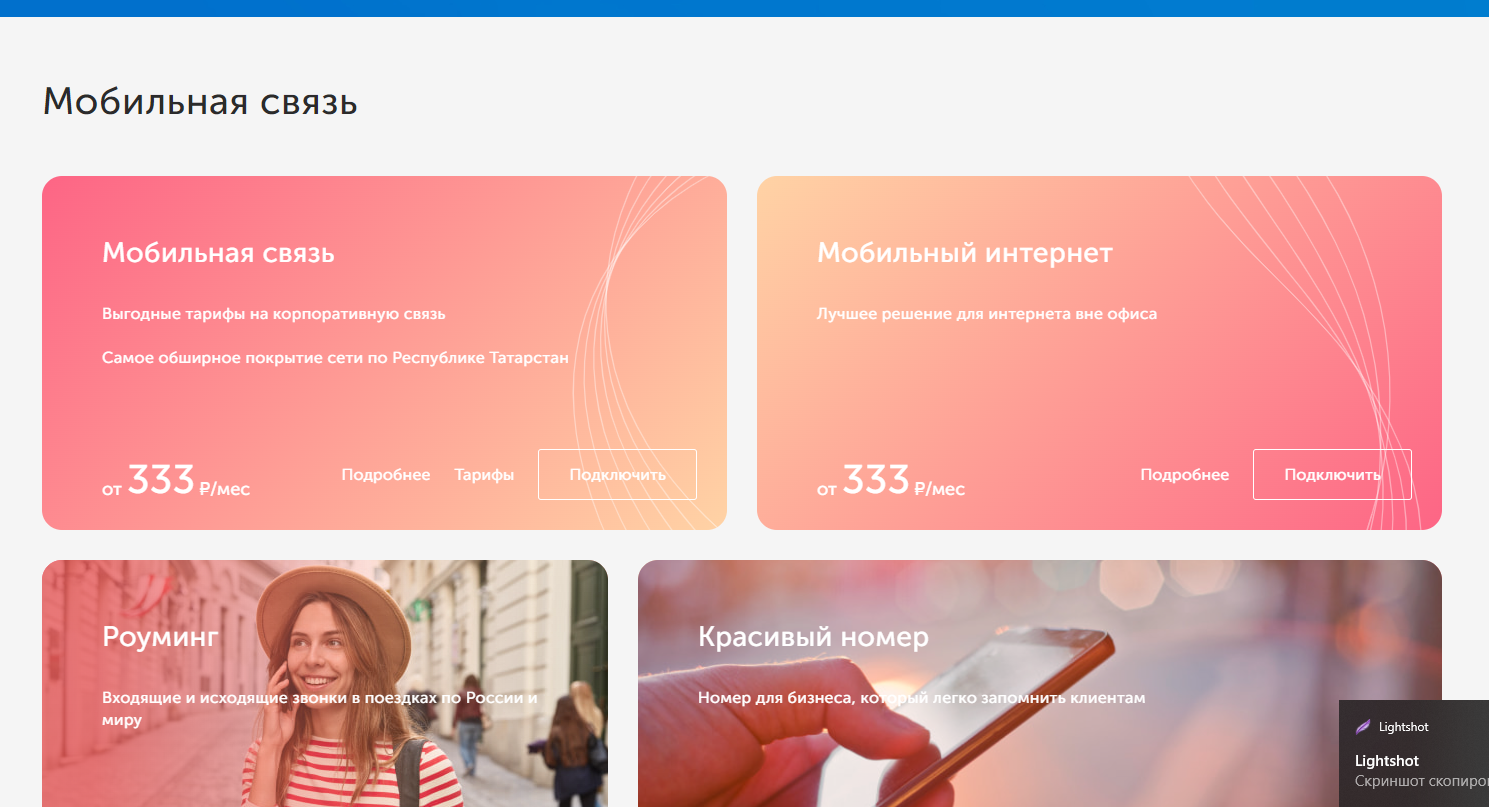 Мобильная связь
Мобильная связь
Выгодные тарифы на корпоративную связь
Самое обширное покрытие сети по Республике Татарстан
от 333 ₽/мес
Подробнее
Тарифы
Подключить
Мобильный интернет
Лучшее решение для интернета вне офиса
от 333 ₽/мес
Подробнее
Подключить
Роуминг
Входящие и исходящие звонки в поездках по России и
миру
Красивый номер
Номер для бизнеса, который легко запомнить клиентам
Lightshot
Lightshot
Скриншот